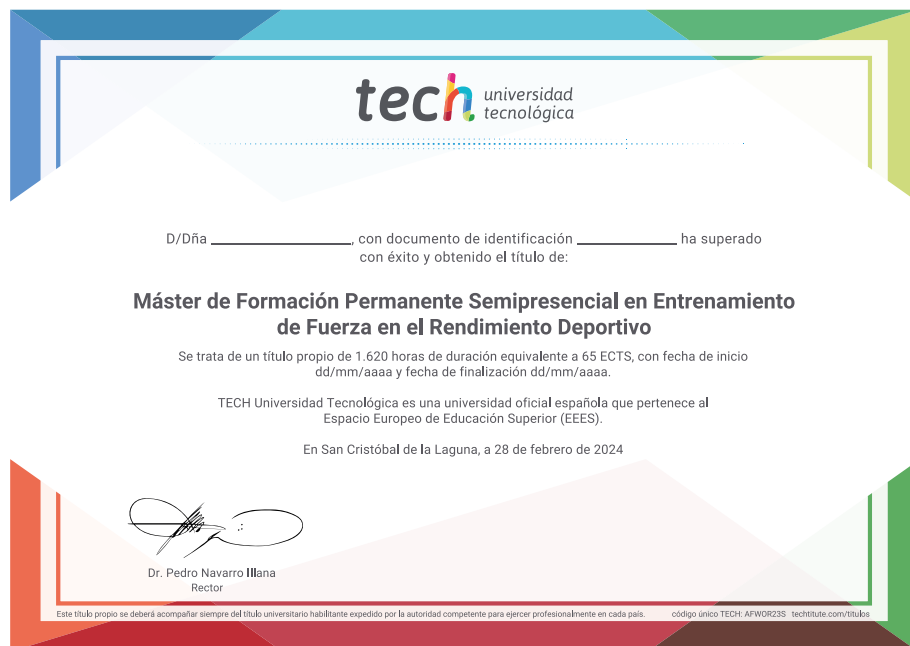 tech universidad
tecnológica
D/Dña ____________________, con documento de identificación ______________ ha superado
con éxito y obtenido el título de:
Máster de Formación Permanente Semipresencial en Entrenamiento
de Fuerza en el Rendimiento Deportivo
Se trata de un título propio de 1.620 horas de duración equivalente a 65 ECTS, con fecha de inicio
dd/mm/aaaa y fecha de finalización dd/mm/aaaa.
TECH Universidad Tecnológica es una universidad oficial española que pertenece al
Espacio Europeo de Educación Superior (EEES).
En San Cristóbal de la Laguna, a 28 de febrero de 2024
Dr. Pedro Navarro Illana
Rector
Este título propio se deberá acompañar siempre del título universitario habilitante expedido por la autoridad competente para ejercer profesionalmente en cada país. código único TECH: AFWOR23S techtitute.com/titulos